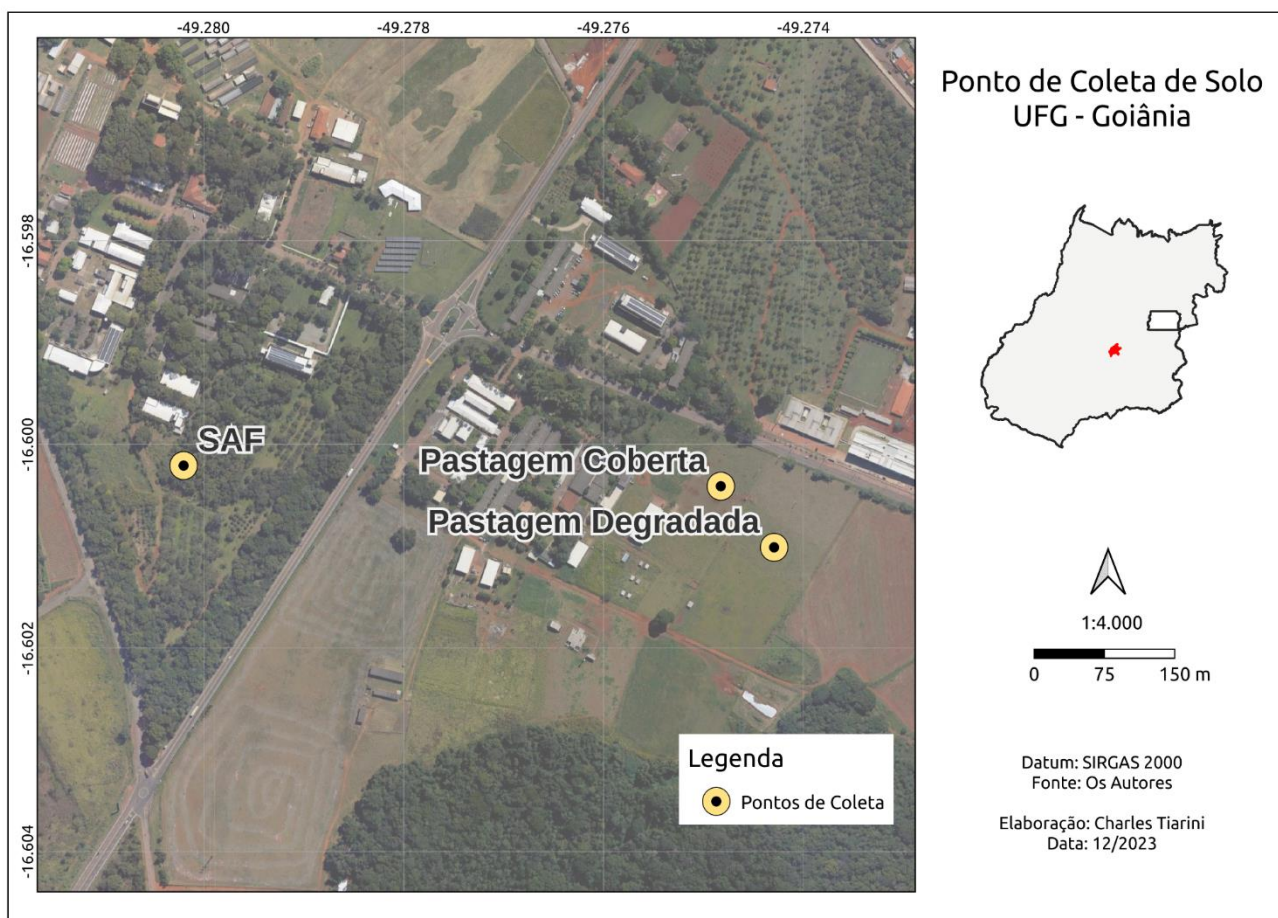 -49.280 -49.278 -49.276 -49.274
Ponto de Coleta de Solo
UFG - Goiânia
-16.598
-16.600
-16.602
-16.604
SAF
Pastagem Coberta
Pastagem Degradada
Legenda
Pontos de Coleta
1:4.000
0 75 150 m
Datum: SIRGAS 2000
Fonte: Os Autores
Elaboração: Charles Tiarini
Data: 12/2023